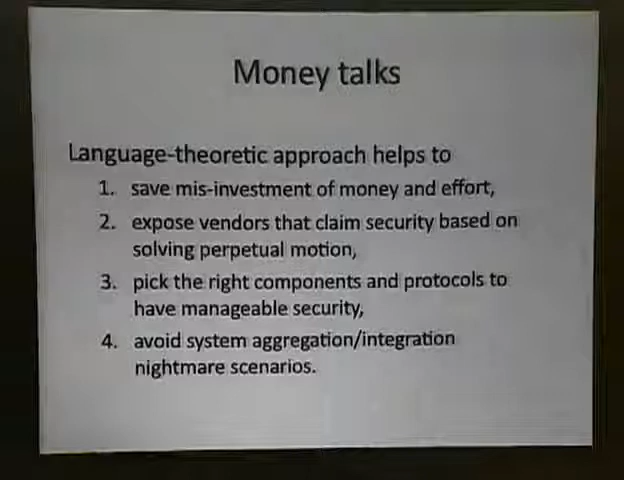 Money talks
Language-theoretic approach helps to
1. save mis-investment of money and effort,
2. expose vendors that claim security based on
solving perpetual motion,
3. pick the right components and protocols to
have manageable security,
4. avoid system aggregation/integration
nightmare scenarios.